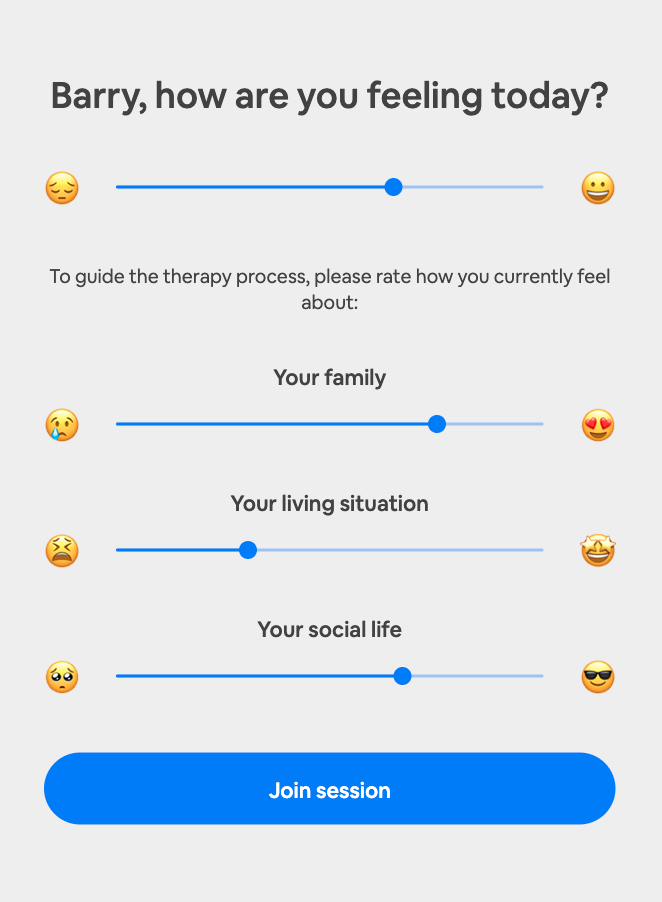 Barry, how are you feeling today?
To guide the therapy process, please rate how you currently feel
about:
Your family
Your living situation
Your social life
Join session